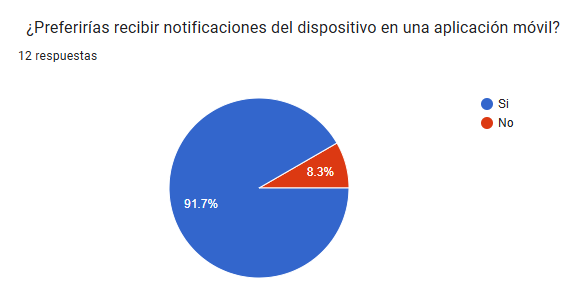 ¿Preferirías recibir notificaciones del dispositivo en una aplicación móvil?
12 respuestas
Si
No
8.3%
91.7%